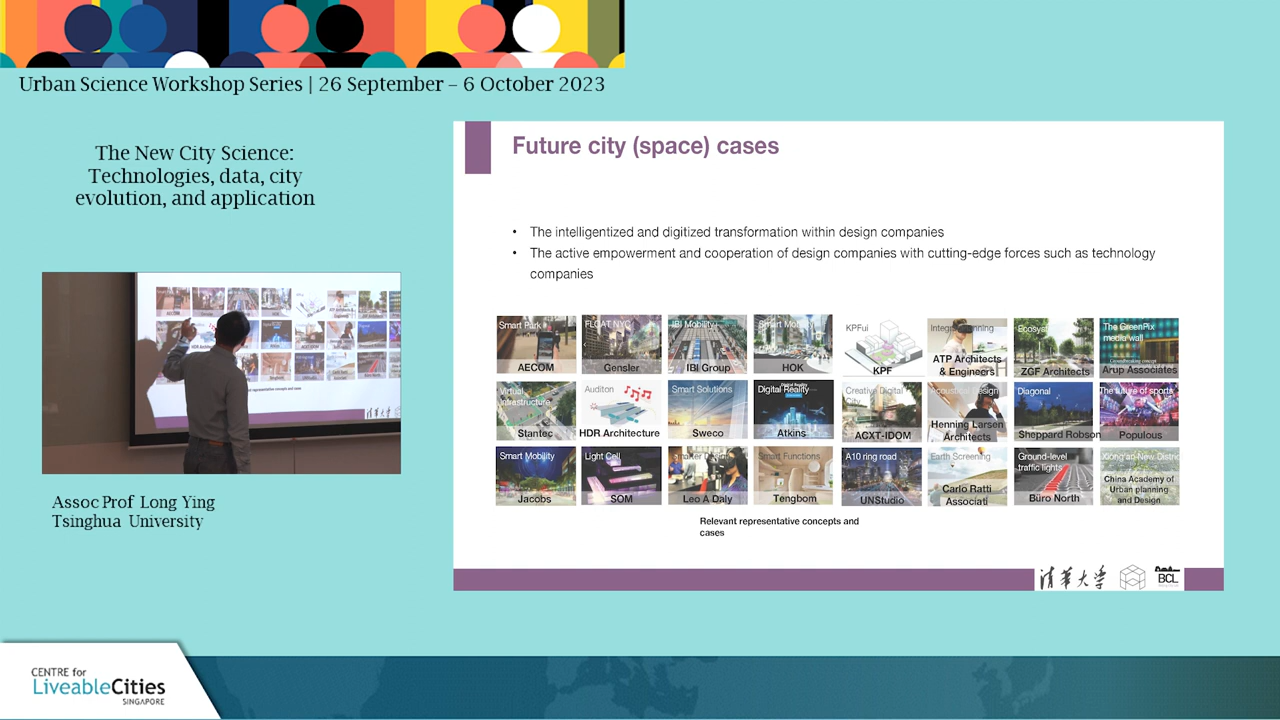 Urban Science Workshop Series | 26 September – 6 October 2023
The New City Science:
Technologies, data, city
evolution, and application
Assoc Prof Long Ying
Tsinghua University
Future city (space) cases
• The intelligentized and digitized transformation within design companies
• The active empowerment and cooperation of design companies with cutting-edge forces such as technology
companies
Smart Park
AECOM
FLOAT NYC
Gensler
IBI Mobility
IBI Group
Smart Mobility
HOK
KPFui
KPF
Integr Planning
ATP Architects
& Engineers
Ecosyst
ZGF Architects
The GreenPix
media wall
Arup Associates
Virtual
Infrastructure
Stantec
Auditon
HDR Architecture
Smart Solutions
Sweco
Digital Reality
Atkins
Creative Digital
ACXT-IDOM
Design
Henning Larsen
Architects
Diagonal
Sheppard Robson
The future of sports
Populous
Smart Mobility
Jacobs
Light Cell
SOM
Leo A Daly
Smart Functions
Tengbom
A10 ring road
UNStudio
Earth Screening
Carlo Ratti
Associati
Ground-level
traffic lights
Büro North
Xiong'an New Distric
China Academy of
Urban planning
and Design
Relevant representative concepts and
cases
清华大学
BCL
CENTRE for
LiveableCities
SINGAPORE